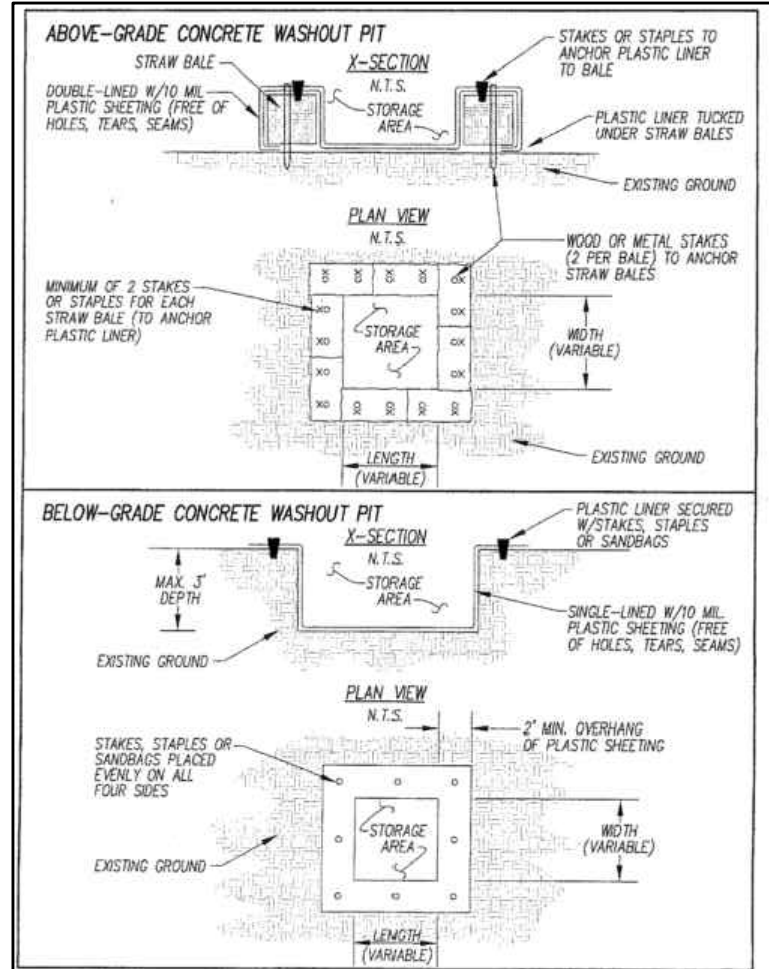 ABOVE-GRADE CONCRETE WASHOUT PIT
STRAW BALE
DOUBLE-LINED W/10 MIL
PLASTIC SHEETING (FREE OF
HOLES, TEARS, SEAMS)
X-SECTION
N.T.S.
STORAGE
AREA
STAKES OR STAPLES TO
ANCHOR PLASTIC LINER
TO BALE
PLASTIC LINER TUCKED
UNDER STRAW BALES
EXISTING GROUND
PLAN VIEW
N.T.S.
WOOD OR METAL STAKES
(2 PER BALE) TO ANCHOR
STRAW BALES
MINIMUM OF 2 STAKES
OR STAPLES FOR EACH
STRAW BALE (TO ANCHOR
PLASTIC LINER)
STORAGE
AREA
WIDTH
(VARIABLE)
EXISTING GROUND
LENGTH
(VARIABLE)
BELOW-GRADE CONCRETE WASHOUT PIT
X-SECTION
N.T.S.
STORAGE
AREA
PLASTIC LINER SECURED
W/STAKES, STAPLES
OR SANDBAGS
MAX. 3'
DEPTH
SINGLE-LINED W/10 MIL.
PLASTIC SHEETING (FREE
OF HOLES, TEARS, SEAMS)
EXISTING GROUND
PLAN VIEW
N.T.S.
2' MIN. OVERHANG
OF PLASTIC SHEETING
STAKES, STAPLES OR
SANDBAGS PLACED
EVENLY ON ALL
FOUR SIDES
STORAGE
AREA
WIDTH
(VARIABLE)
EXISTING GROUND
LENGTH
(VARIABLE)